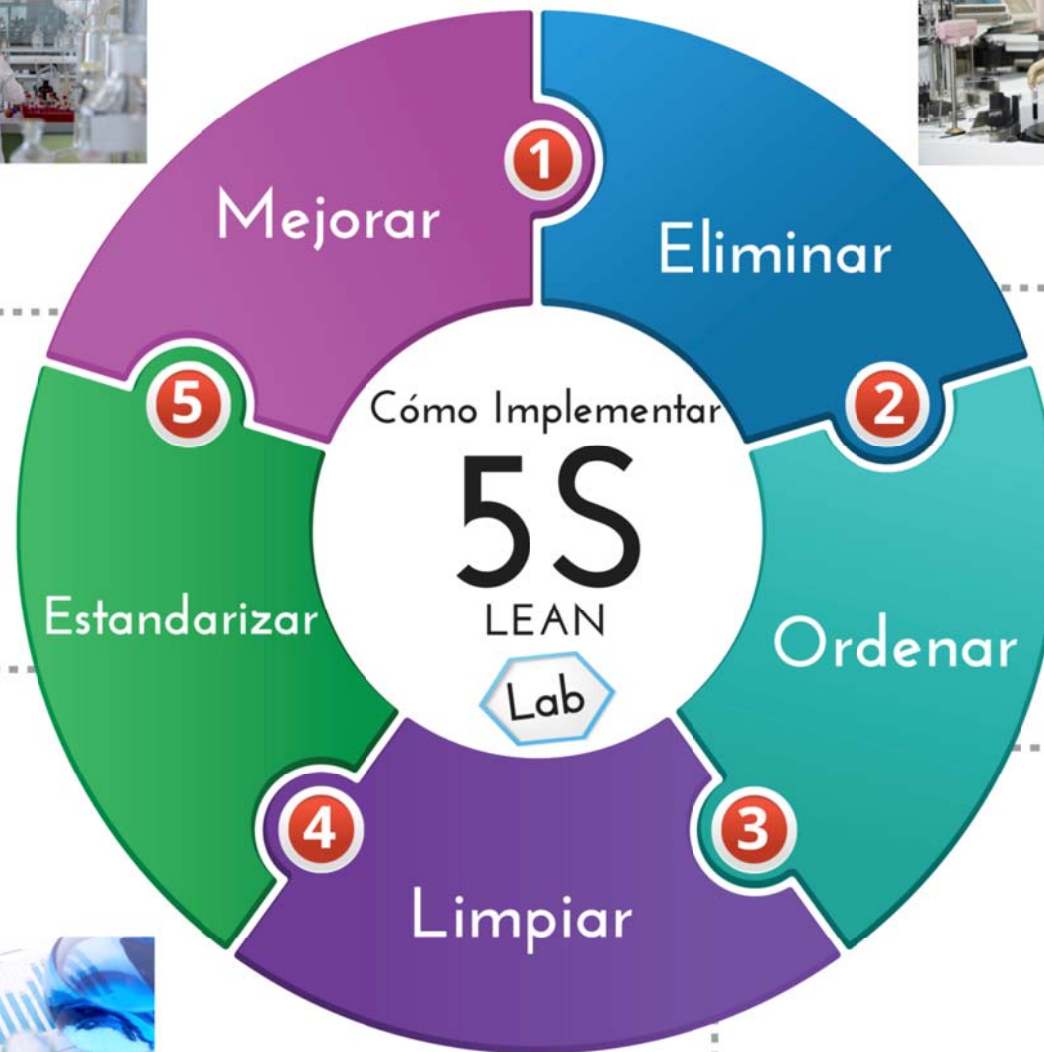 Cómo Implementar
5S
LEAN
Lab
1
Eliminar
2
Ordenar
3
Limpiar
4
Estandarizar
5
Mejorar